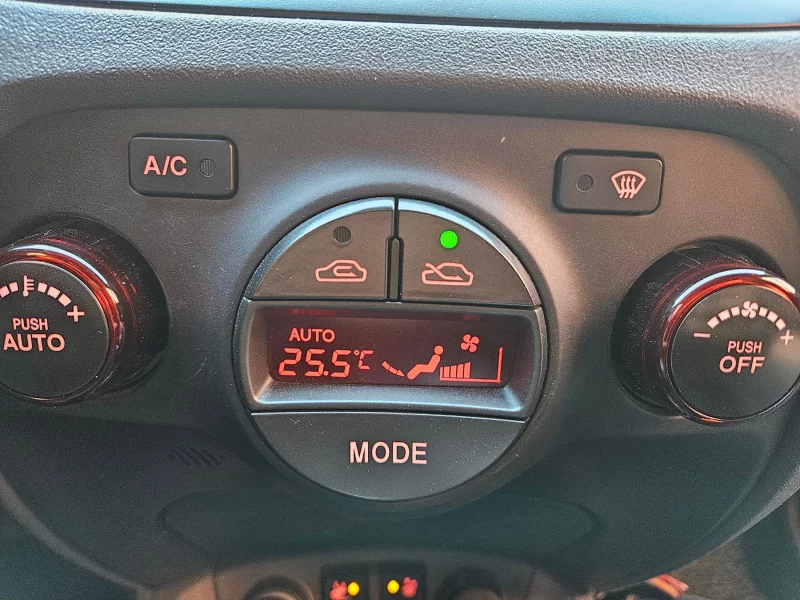 A/C
PUSH
AUTO
AUTO
25.5°C
MODE
PUSH
OFF